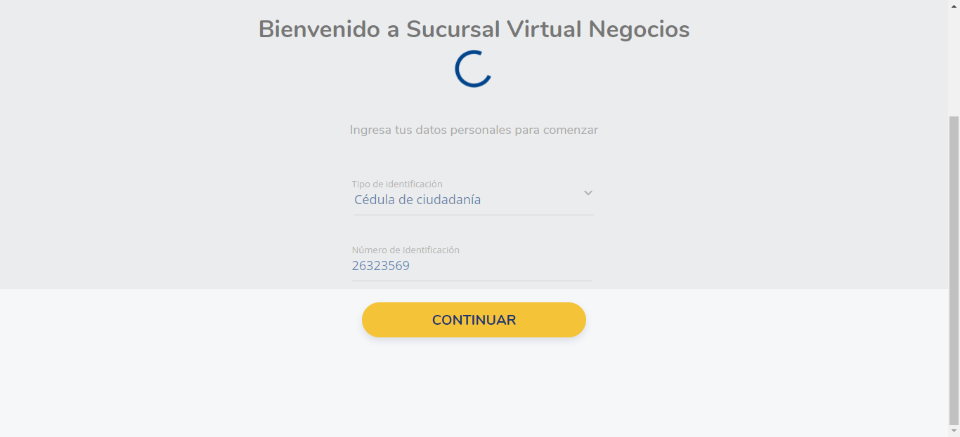 Bienvenido a Sucursal Virtual Negocios
Ingresa tus datos personales para comenzar
Tipo de identificación
Cédula de ciudadanía
Número de identificación
26323569
CONTINUAR